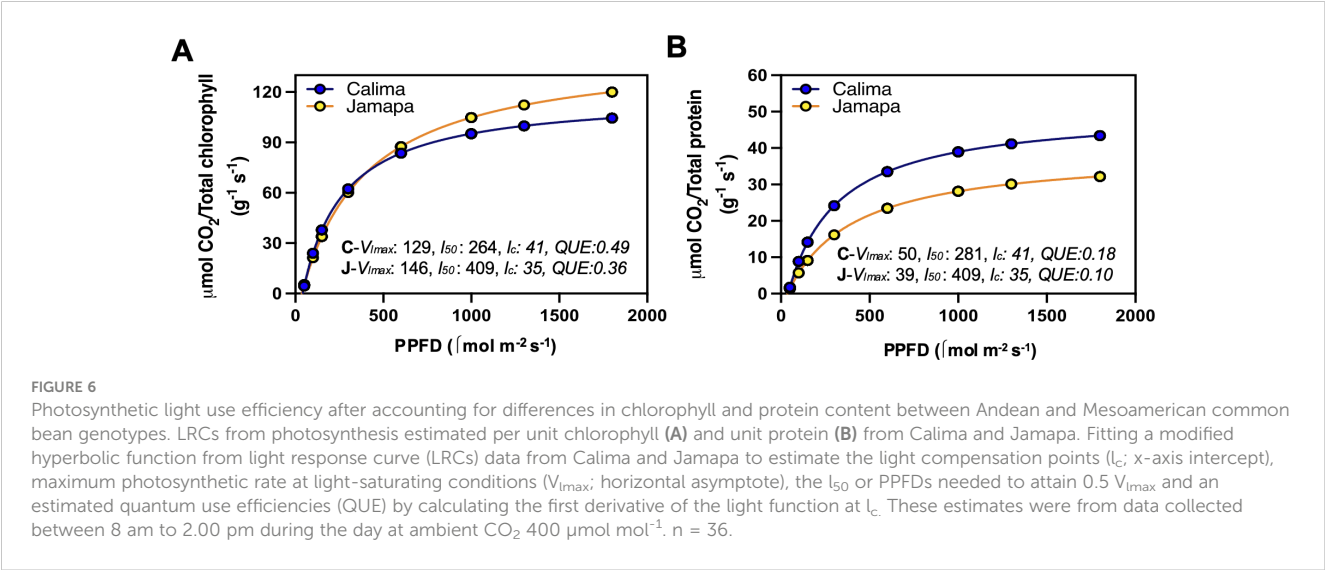 A
B
μmol CO2/Total chlorophyll
(g-1 s-1)
120
90
60
30
0
Calima
Jamapa
C-VImax: 129, I50: 264, Ic: 41, QUE:0.49
J-VImax: 146, I50: 409, Ic: 35, QUE:0.36
0
500
1000
1500
2000
PPFD (⌠mol m-2 s-1)
μmol CO2/Total protein
(g-1 s-1)
60
50
40
30
20
10
0
Calima
Jamapa
C-VImax: 50, I50: 281, Ic: 41, QUE:0.18
J-VImax: 39, I50: 409, Ic: 35, QUE:0.10
0
500
1000
1500
2000
PPFD (⌠mol m-2 s-1)
FIGURE 6
Photosynthetic light use efficiency after accounting for differences in chlorophyll and protein content between Andean and Mesoamerican common
bean genotypes. LRCs from photosynthesis estimated per unit chlorophyll (A) and unit protein (B) from Calima and Jamapa. Fitting a modified
hyperbolic function from light response curve (LRCs) data from Calima and Jamapa to estimate the light compensation points (Ic; x-axis intercept),
maximum photosynthetic rate at light-saturating conditions (VImax; horizontal asymptote), the I50 or PPFDs needed to attain 0.5 VImax and an
estimated quantum use efficiencies (QUE) by calculating the first derivative of the light function at Ic. These estimates were from data collected
between 8 am to 2.00 pm during the day at ambient CO2 400 μmol mol-1. n = 36.